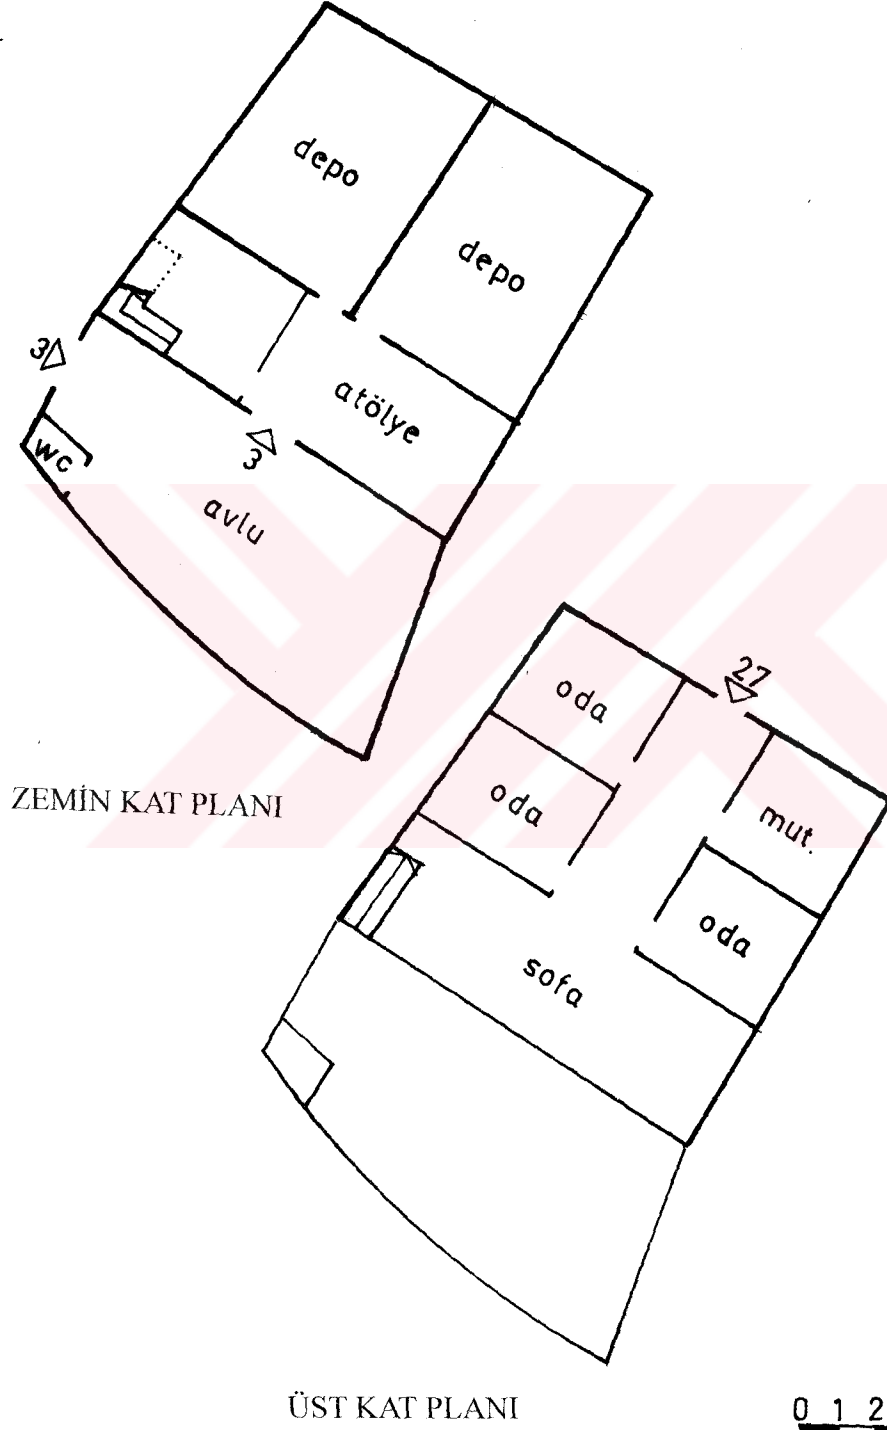 depo
depo
3
atölye
3
wc
avlu
ZEMİN KAT PLANI
27
oda
oda
mut.
oda
sofa
ÜST KAT PLANI
0 1 2